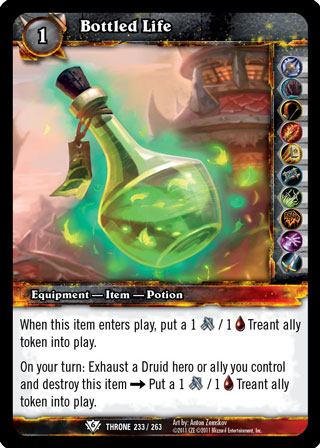 1
Bottled Life
Equipment — Item — Potion
When this item enters play, put a 1 / 1 Treant ally
token into play.
On your turn: Exhaust a Druid hero or ally you control
and destroy this item ➞ Put a 1 / 1 Treant ally
token into play.
THRONE 233 / 263
Art by: Anton Zemskov
©2011 CZE ©2011 Blizzard Entertainment, Inc.